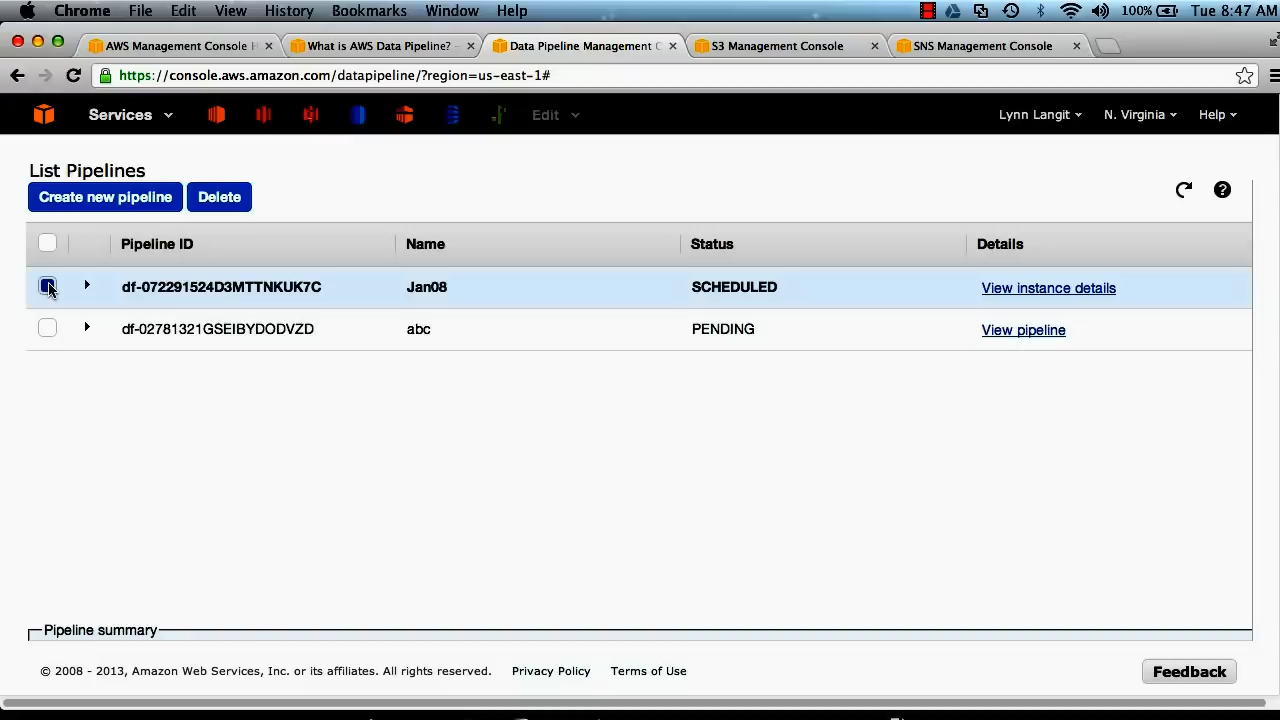 Chrome File Edit View History Bookmarks Window Help 100% Tue 8:47 AM
AWS Management Console What is AWS Data Pipeline? – Data Pipeline Management C S3 Management Console SNS Management Console
https://console.aws.amazon.com/datapipeline/?region=us-east-1#
Services Edit Lynn Langit N. Virginia Help
List Pipelines
Create new pipeline Delete
Pipeline ID Name Status Details
df-072291524D3MTTNKUK7C Jan08 SCHEDULED View instance details
df-02781321GSEIBYDODVZD abc PENDING View pipeline
Pipeline summary
© 2008 - 2013, Amazon Web Services, Inc. or its affiliates. All rights reserved. Privacy Policy Terms of Use Feedback